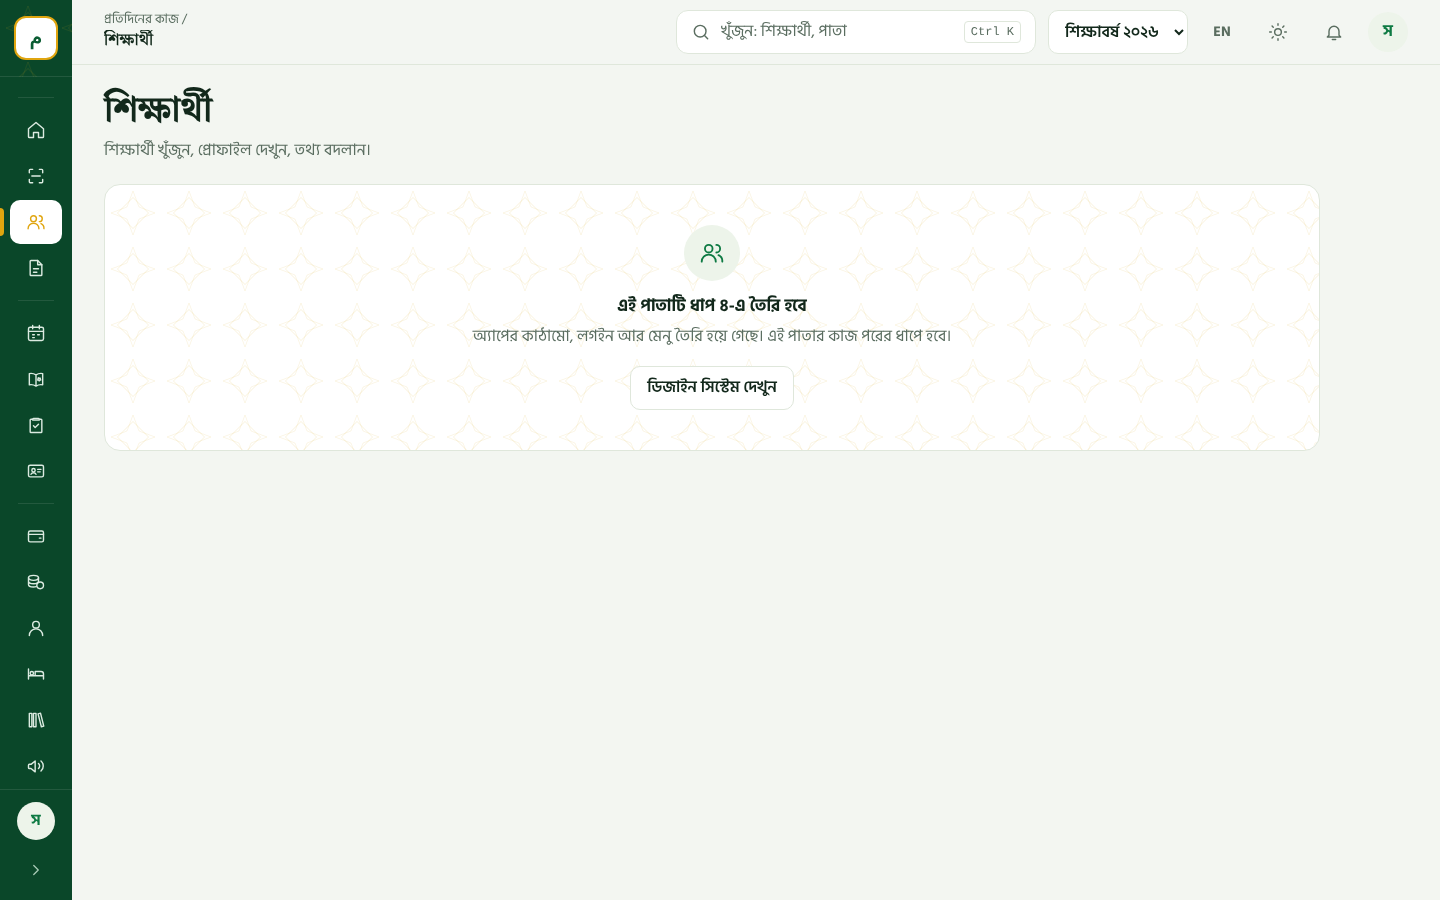 م
প্রতিদিনের কাজ /
শিক্ষার্থী
খুঁজুন: শিক্ষার্থী, পাতা
Ctrl K
শিক্ষাবর্ষ ২০২৬
EN
স
শিক্ষার্থী
শিক্ষার্থী খুঁজুন, প্রোফাইল দেখুন, তথ্য বদলান।
এই পাতাটি ধাপ ৪-এ তৈরি হবে
অ্যাপের কাঠামো, লগইন আর মেনু তৈরি হয়ে গেছে। এই পাতার কাজ পরের ধাপে হবে।
ডিজাইন সিস্টেম দেখুন
স